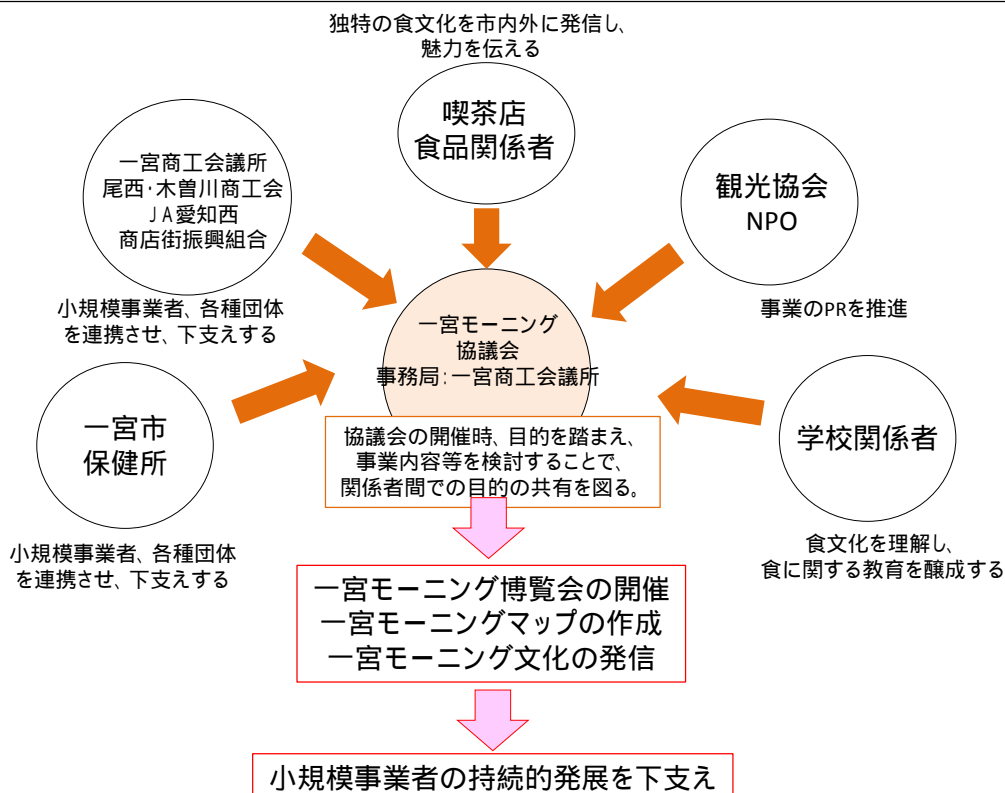 独特の食文化を市内外に発信し、
魅力を伝える
喫茶店
食品関係者
一宮商工会議所
尾西・木曽川商工会
JA愛知西
商店街振興組合
小規模事業者、各種団体
を連携させ、下支えする
観光協会
NPO
事業のPRを推進
一宮モーニング
協議会
事務局：一宮商工会議所
協議会の開催時、目的を踏まえ、
事業内容等を検討することで、
関係者間での目的の共有を図る。
一宮市
保健所
小規模事業者、各種団体
を連携させ、下支えする
学校関係者
食文化を理解し、
食に関する教育を醸成する
一宮モーニング博覧会の開催
一宮モーニングマップの作成
一宮モーニング文化の発信
小規模事業者の持続的発展を下支え